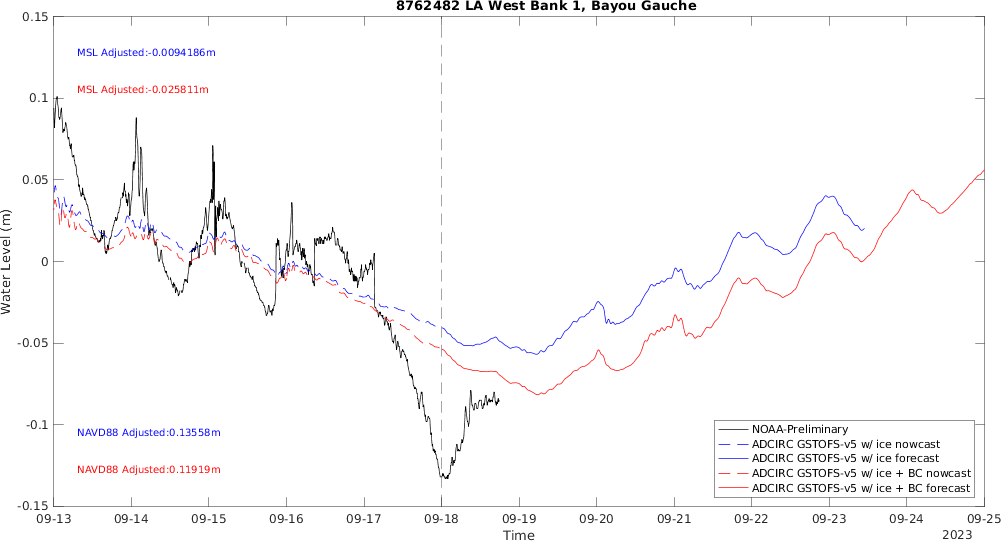 8762482 LA West Bank 1, Bayou Gauche
Water Level (m)
0.15
0.1
0.05
0
-0.05
-0.1
-0.15
MSL Adjusted:-0.0094186m
MSL Adjusted:-0.025811m
NAVD88 Adjusted:0.13558m
NAVD88 Adjusted:0.11919m
NOAA-Preliminary
ADCIRC GSTOFS-v5 w/ ice nowcast
ADCIRC GSTOFS-v5 w/ ice forecast
ADCIRC GSTOFS-v5 w/ ice + BC nowcast
ADCIRC GSTOFS-v5 w/ ice + BC forecast
09-13 09-14 09-15 09-16 09-17 09-18 09-19 09-20 09-21 09-22 09-23 09-24 09-25
Time
2023